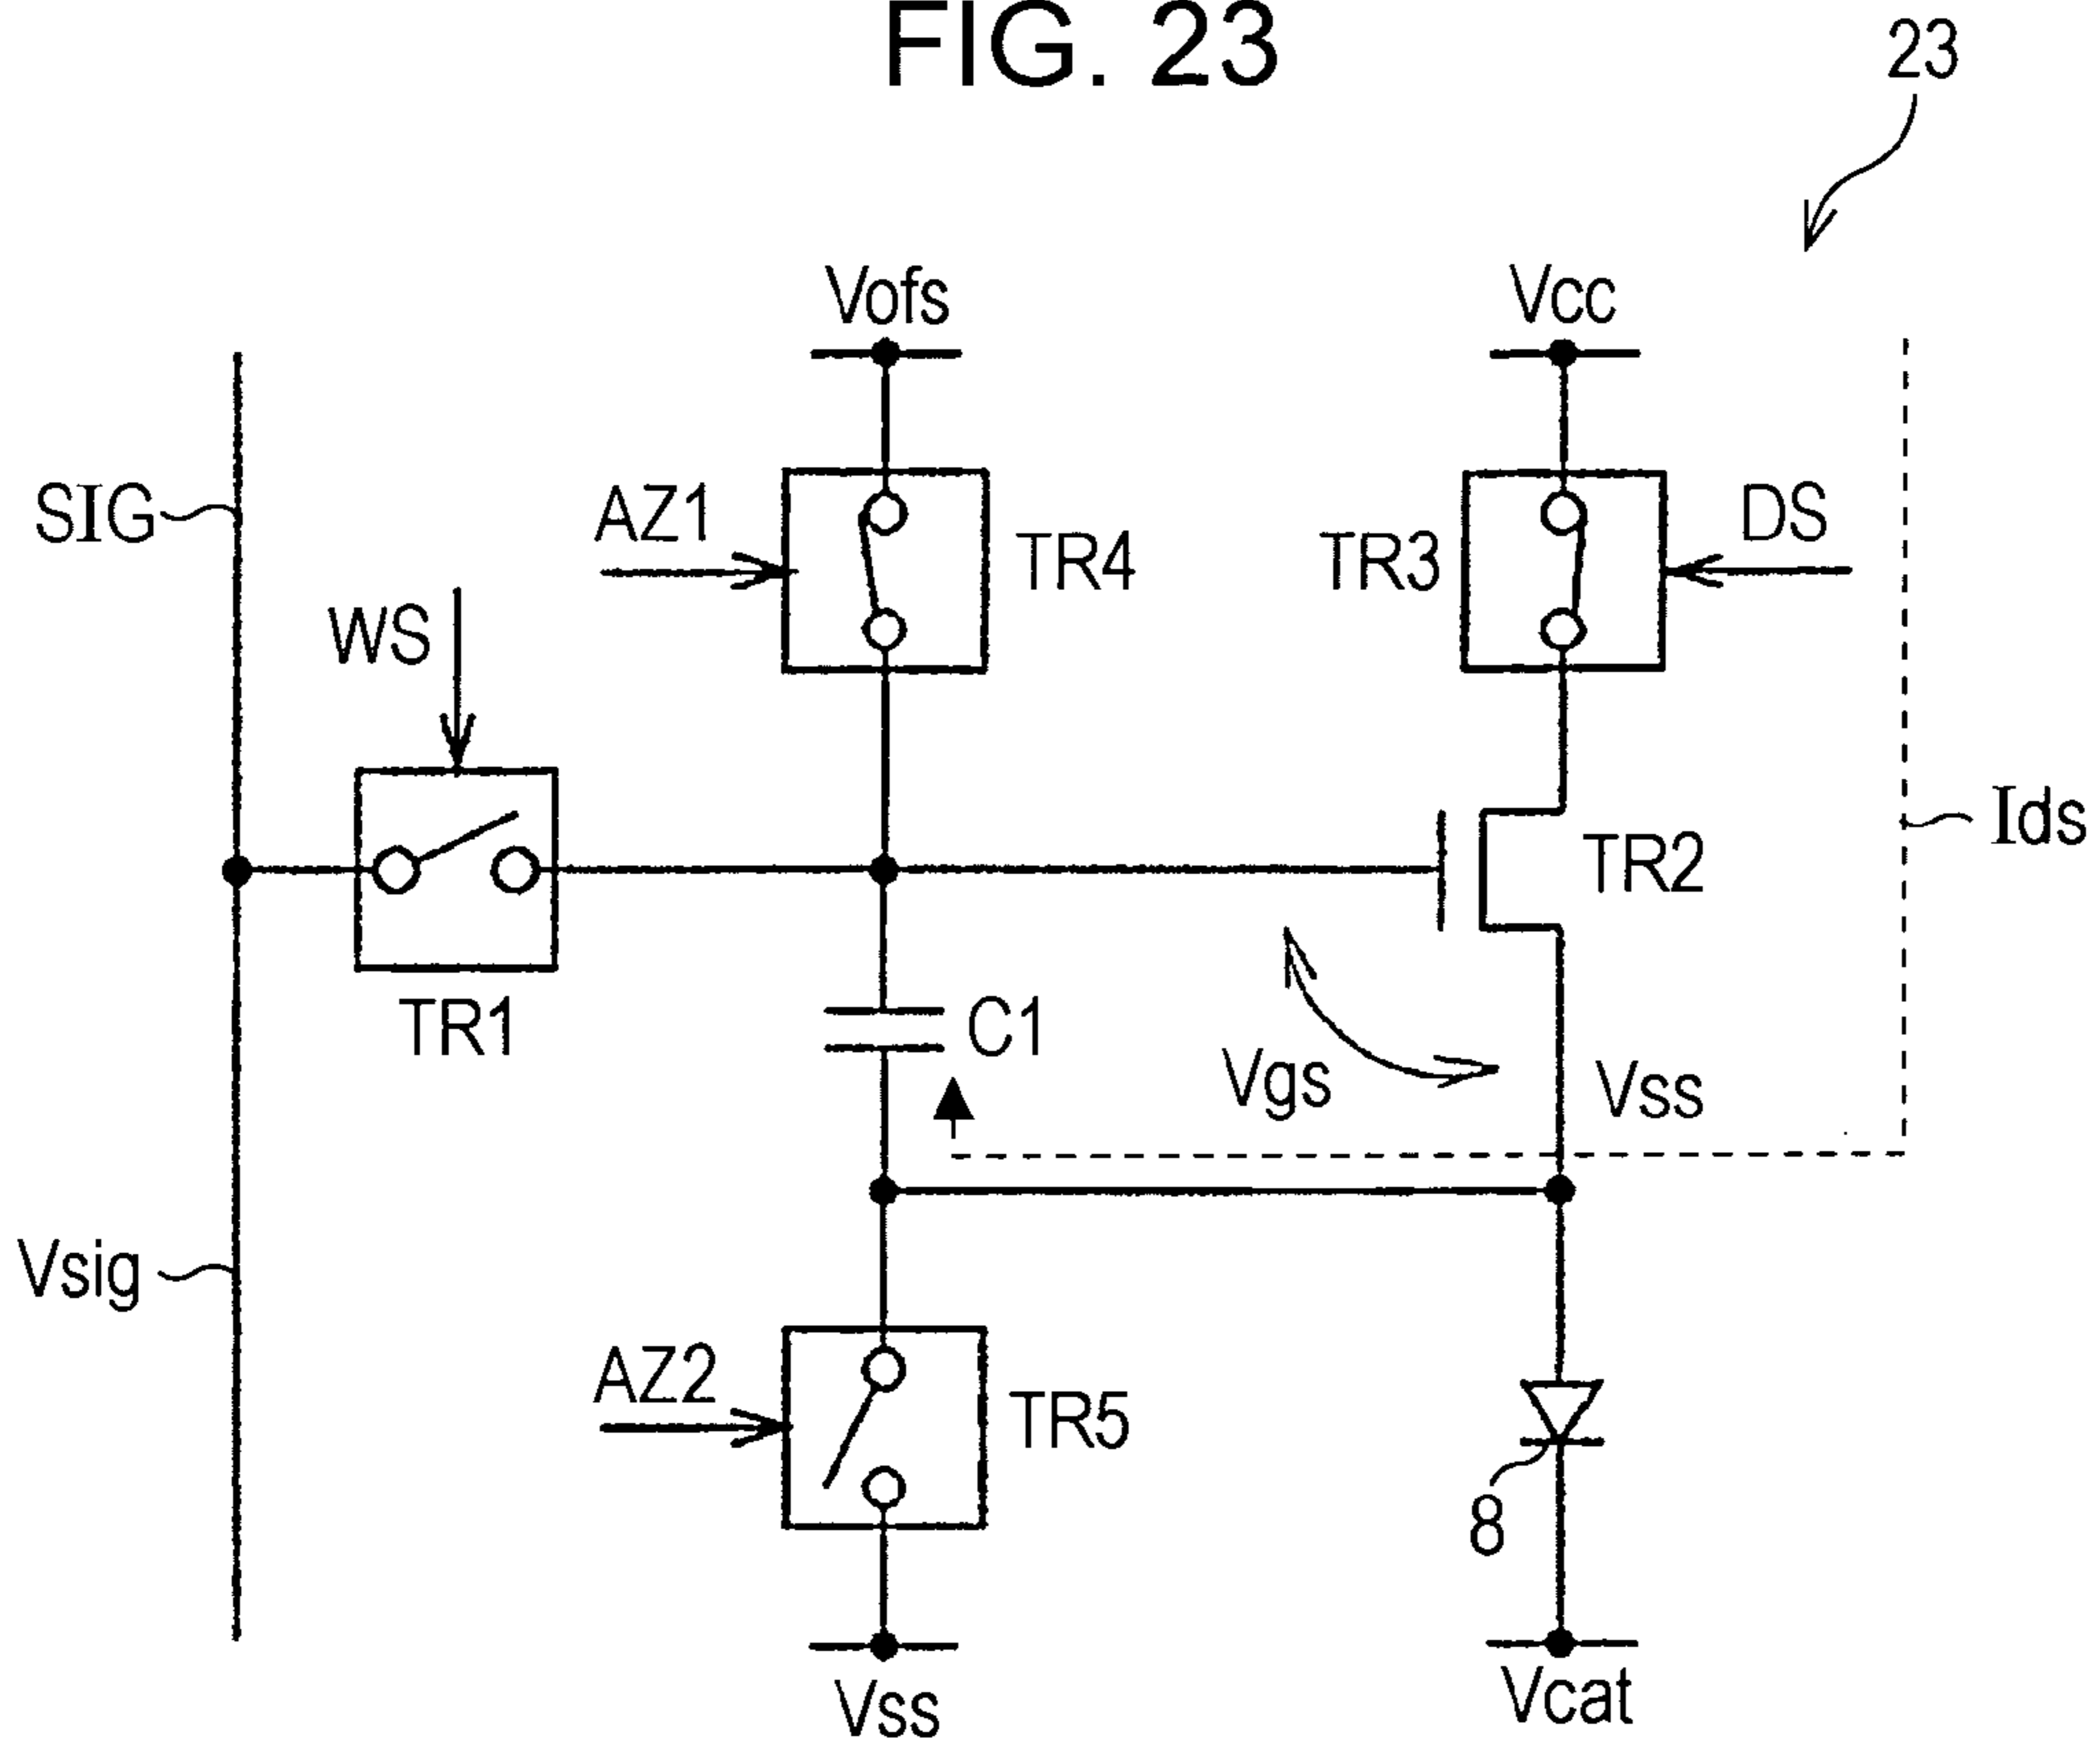 FIG. 23
23
Vofs
Vcc
SIG
AZ1
TR4
TR3
DS
WS
Ids
TR2
TR1
C1
Vgs
Vss
Vsig
AZ2
TR5
8
Vss
Vcat